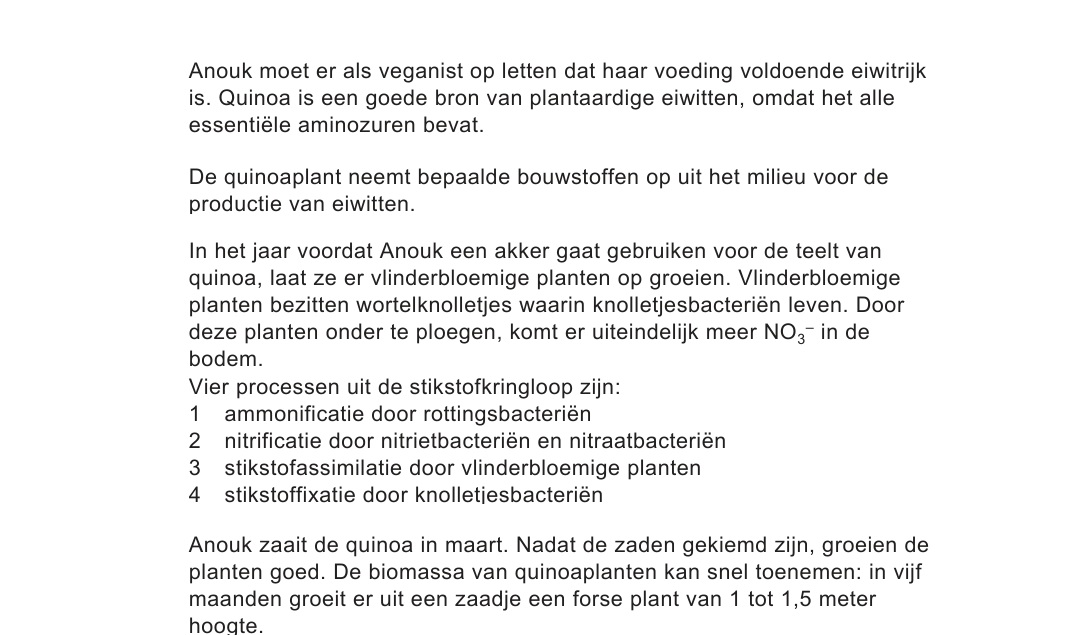 Anouk moet er als veganist op letten dat haar voeding voldoende eiwitrijk
is. Quinoa is een goede bron van plantaardige eiwitten, omdat het alle
essentiële aminozuren bevat.
De quinoaplant neemt bepaalde bouwstoffen op uit het milieu voor de
productie van eiwitten.
In het jaar voordat Anouk een akker gaat gebruiken voor de teelt van
quinoa, laat ze er vlinderbloemige planten op groeien. Vlinderbloemige
planten bezitten wortelknolletjes waarin knolletjesbacteriën leven. Door
deze planten onder te ploegen, komt er uiteindelijk meer NO₃⁻ in de
bodem.
Vier processen uit de stikstofkringloop zijn:
1 ammonificatie door rottingsbacteriën
2 nitrificatie door nitrietbacteriën en nitraatbacteriën
3 stikstofassimilatie door vlinderbloemige planten
4 stikstoffixatie door knolletjesbacteriën
Anouk zaait de quinoa in maart. Nadat de zaden gekiemd zijn, groeien de
planten goed. De biomassa van quinoaplanten kan snel toenemen: in vijf
maanden groeit er uit een zaadje een forse plant van 1 tot 1,5 meter
hoogte.